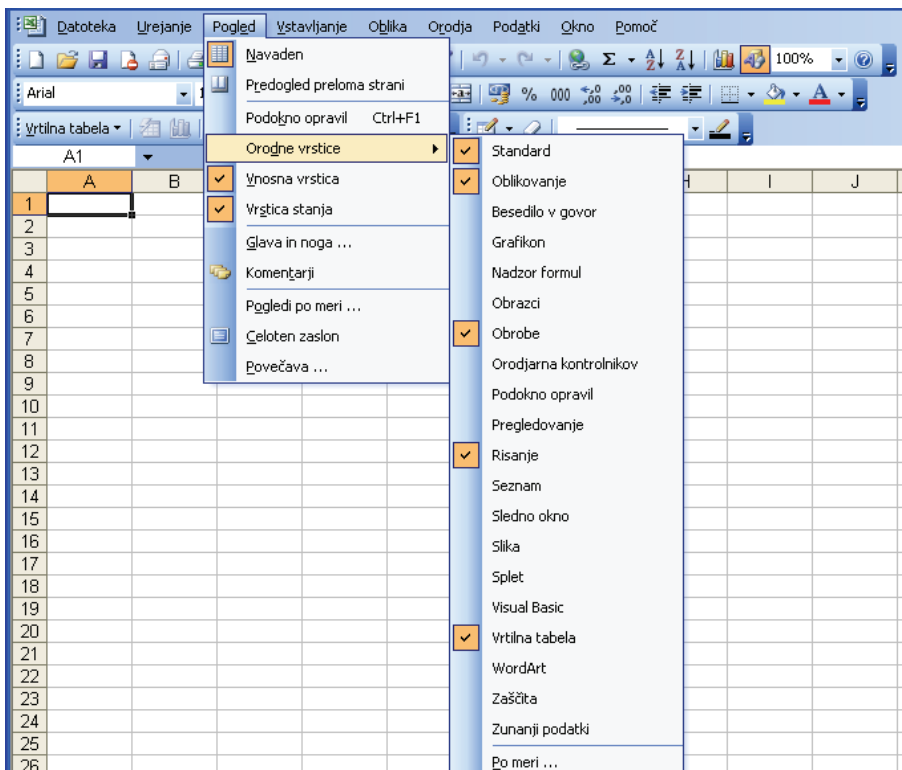 Datoteka Urejanje Pogled Vstavljanje Oblika Orodja Podatki Okno Pomoč
100%
Arial % 000
Vrtilna tabela
A1
A B H I J
Navaden
Predogled preloma strani
Podokno opravil Ctrl+F1
Orodne vrstice
Vnosna vrstica
Vrstica stanja
Glava in noga ...
Komentarji
Pogledi po meri ...
Celoten zaslon
Povečava ...
Standard
Oblikovanje
Besedilo v govor
Grafikon
Nadzor formul
Obrazci
Obrobe
Orodjarna kontrolnikov
Podokno opravil
Pregledovanje
Risanje
Seznam
Sledno okno
Slika
Splet
Visual Basic
Vrtilna tabela
WordArt
Zaščita
Zunanji podatki
Po meri ...
1
2
3
4
5
6
7
8
9
10
11
12
13
14
15
16
17
18
19
20
21
22
23
24
25
26